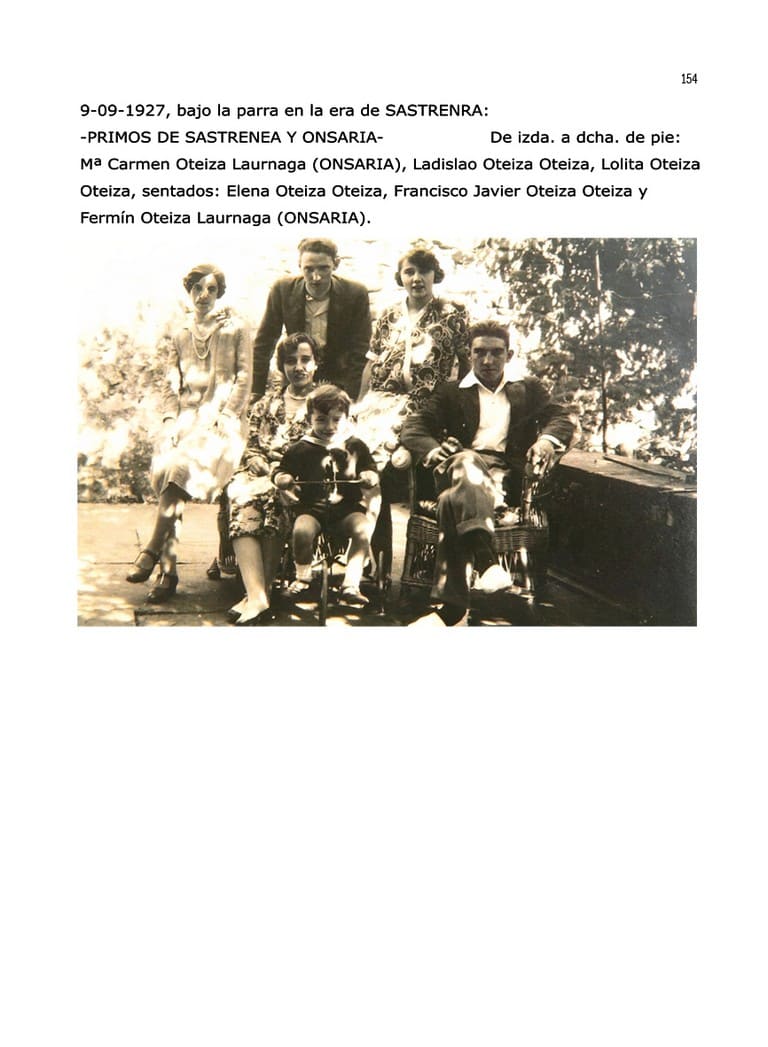 154
9-09-1927, bajo la parra en la era de SASTRENRA:
-PRIMOS DE SASTRENEA Y ONSARIA- De izda. a dcha. de pie:
Mª Carmen Oteiza Laurnaga (ONSARIA), Ladislao Oteiza Oteiza, Lolita Oteiza
Oteiza, sentados: Elena Oteiza Oteiza, Francisco Javier Oteiza Oteiza y
Fermín Oteiza Laurnaga (ONSARIA).